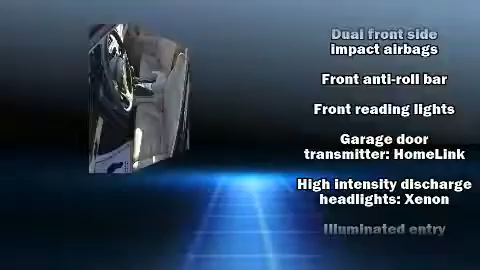 Dual front side
impact airbags
Front anti-roll bar
Front reading lights
Garage door
transmitter: HomeLink
High intensity discharge
headlights: Xenon
Illuminated entry